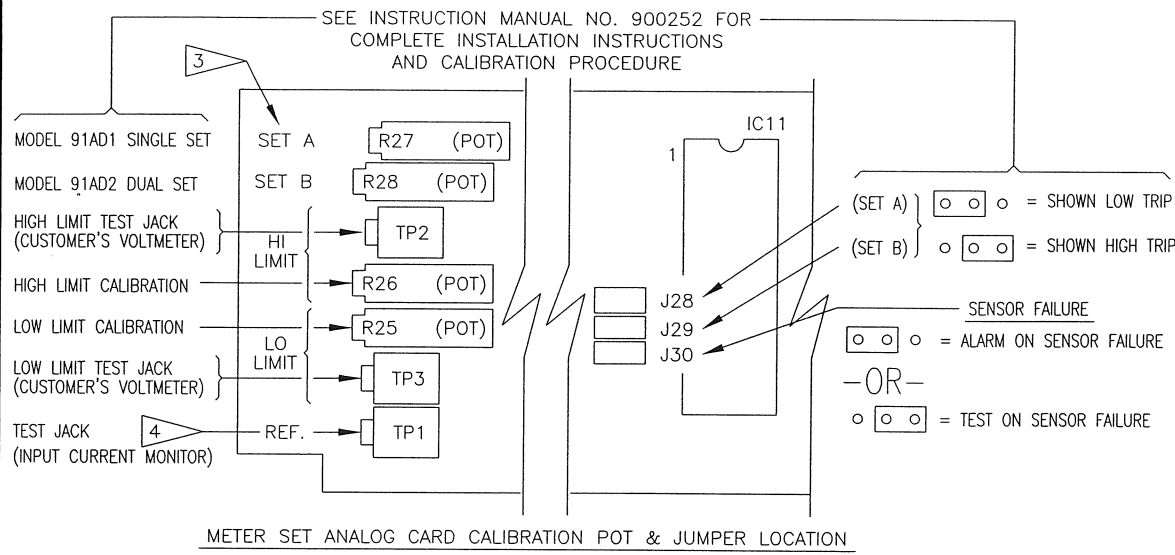 SEE INSTRUCTION MANUAL NO. 900252 FOR
COMPLETE INSTALLATION INSTRUCTIONS
AND CALIBRATION PROCEDURE
3
MODEL 91AD1 SINGLE SET
SET A
R27 (POT)
MODEL 91AD2 DUAL SET
SET B
R28 (POT)
HIGH LIMIT TEST JACK
(CUSTOMER'S VOLTMETER)
HI
LIMIT
TP2
HIGH LIMIT CALIBRATION
R26 (POT)
LOW LIMIT CALIBRATION
R25 (POT)
LO
LIMIT
LOW LIMIT TEST JACK
(CUSTOMER'S VOLTMETER)
TP3
TEST JACK
(INPUT CURRENT MONITOR)
4
REF.
TP1
IC11
1
J28
J29
J30
(SET A) = SHOWN LOW TRIP
(SET B) = SHOWN HIGH TRIP
SENSOR FAILURE
= ALARM ON SENSOR FAILURE
-OR-
= TEST ON SENSOR FAILURE
METER SET ANALOG CARD CALIBRATION POT & JUMPER LOCATION